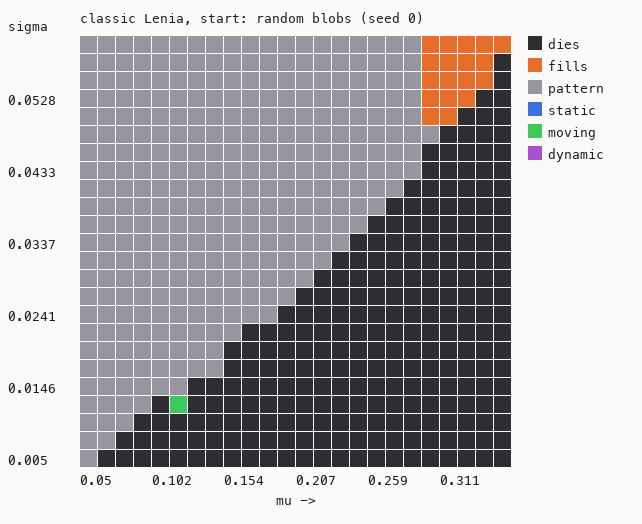 classic Lenia, start: random blobs (seed 0)
sigma
dies
fills
pattern
static
moving
dynamic
0.0528
0.0433
0.0337
0.0241
0.0146
0.005
0.05 0.102 0.154 0.207 0.259 0.311
mu ->